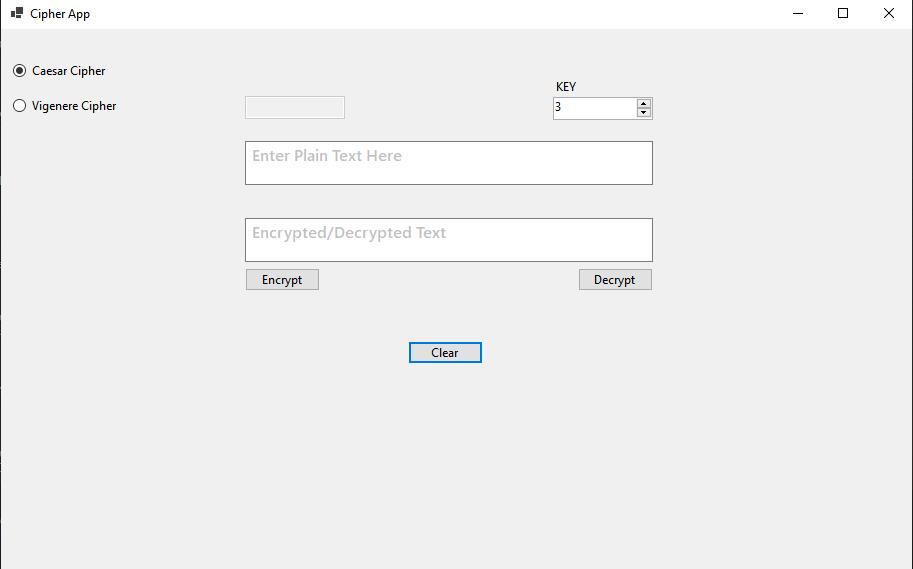 Cipher App
Caesar Cipher
KEY
Vigenere Cipher
3
Enter Plain Text Here
Encrypted/Decrypted Text
Encrypt
Decrypt
Clear